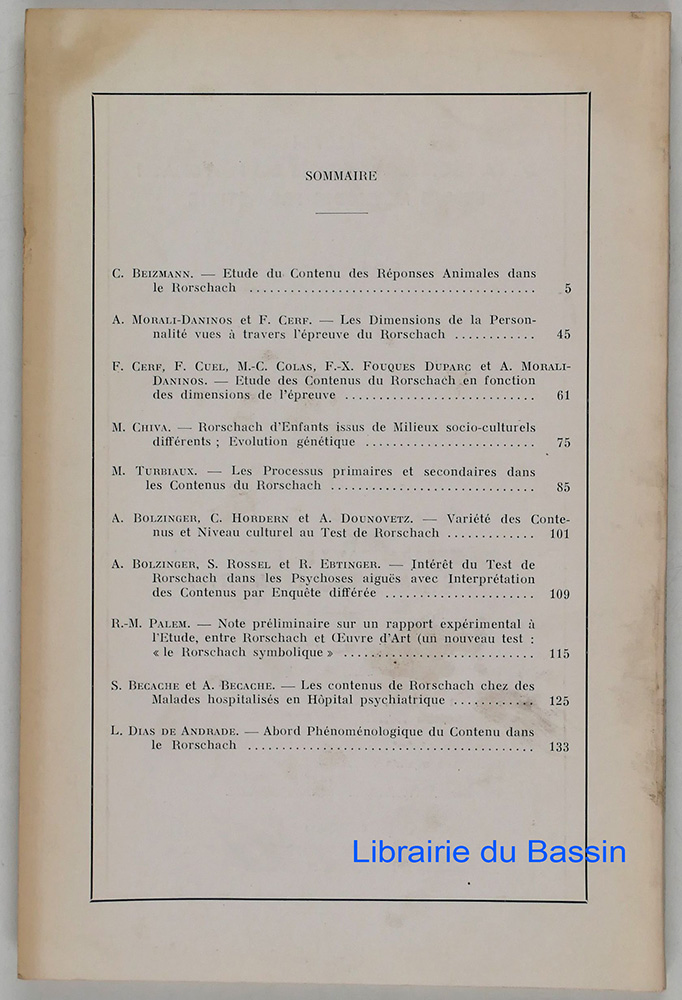 SOMMAIRE
C. BEIZMANN. — Etude du Contenu des Réponses Animales dans
le Rorschach ........................................ 5
A. MORALI-DANINOS et F. CERF. — Les Dimensions de la Person-
nalité vues à travers l'épreuve du Rorschach ............ 45
F. CERF, F. CUEL, M.-C. COLAS, F.-X. FOUQUES DUPARC et A. MORALI-
DANINOS. — Etude des Contenus du Rorschach en fonction
des dimensions de l'épreuve ............................ 61
M. CHIVA. — Rorschach d'Enfants issus de Milieux socio-culturels
différents ; Evolution génétique ........................ 75
M. TURBIAUX. — Les Processus primaires et secondaires dans
les Contenus du Rorschach ............................. 85
A. BOLZINGER, C. HORDERN et A. DOUNOVETZ. — Variété des Conte-
nus et Niveau culturel au Test de Rorschach ............. 101
A. BOLZINGER, S. ROSSEL et R. EBTINGER. — Intérêt du Test de
Rorschach dans les Psychoses aiguës avec Interprétation
des Contenus par Enquête différée ...................... 109
R.-M. PALEM. — Note préliminaire sur un rapport expérimental à
l'Etude, entre Rorschach et Œuvre d'Art (un nouveau test :
« le Rorschach symbolique » ............................ 115
S. BECACHE et A. BECACHE. — Les contenus de Rorschach chez des
Malades hospitalisés en Hôpital psychiatrique ............ 125
L. DIAS DE ANDRADE. — Abord Phénoménologique du Contenu dans
le Rorschach ......................................... 133
Librairie du Bassin